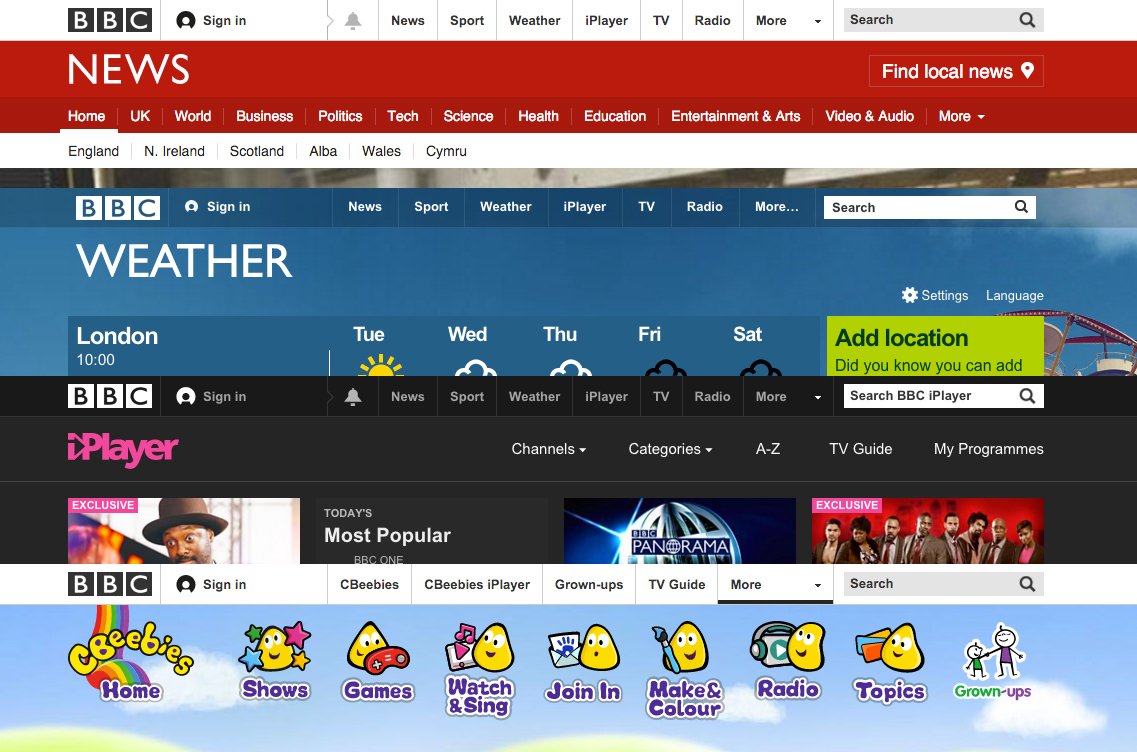 BBC Sign in News Sport Weather iPlayer TV Radio More Search
NEWS Find local news
Home UK World Business Politics Tech Science Health Education Entertainment & Arts Video & Audio More
England N. Ireland Scotland Alba Wales Cymru
BBC Sign in News Sport Weather iPlayer TV Radio More... Search
WEATHER
Settings Language
London Tue Wed Thu Fri Sat Add location
10:00 Did you know you can add
BBC Sign in News Sport Weather iPlayer TV Radio More Search BBC iPlayer
iPlayer Channels Categories A-Z TV Guide My Programmes
EXCLUSIVE TODAY'S EXCLUSIVE
Most Popular
BBC PANORAMA
BBC ONE
BBC Sign in CBeebies CBeebies iPlayer Grown-ups TV Guide More Search
CBeebies
Home Shows Games Watch & Sing Join In Make & Colour Radio Topics Grown-ups